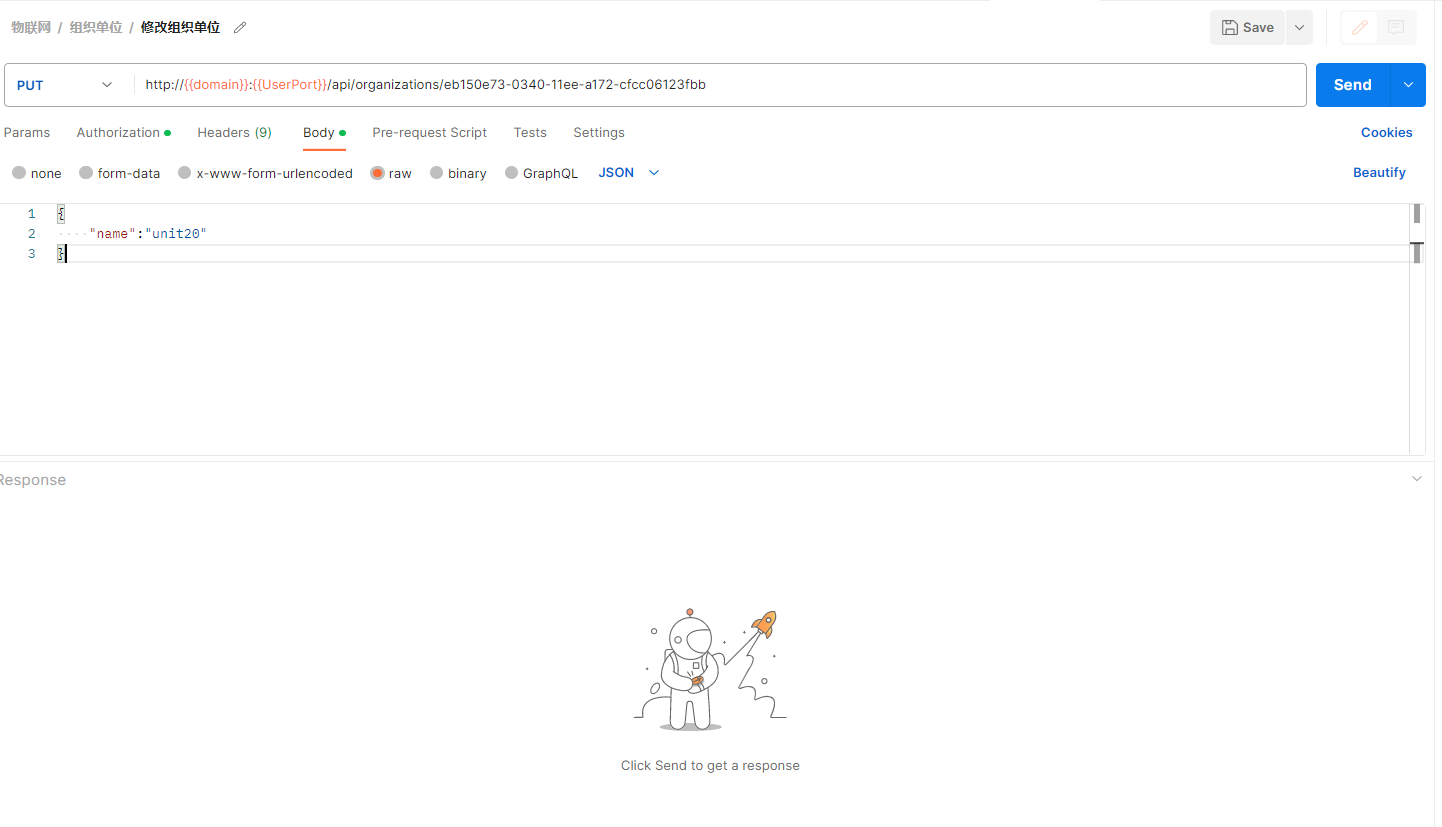 物联网 / 组织单位 / 修改组织单位
Save
PUT
http://{{domain}}:{{UserPort}}/api/organizations/eb150e73-0340-11ee-a172-cfcc06123fbb
Send
Params Authorization Headers (9) Body Pre-request Script Tests Settings Cookies
none form-data x-www-form-urlencoded raw binary GraphQL JSON Beautify
1 {
2 ····"name":"unit20"
3 }
Response
Click Send to get a response